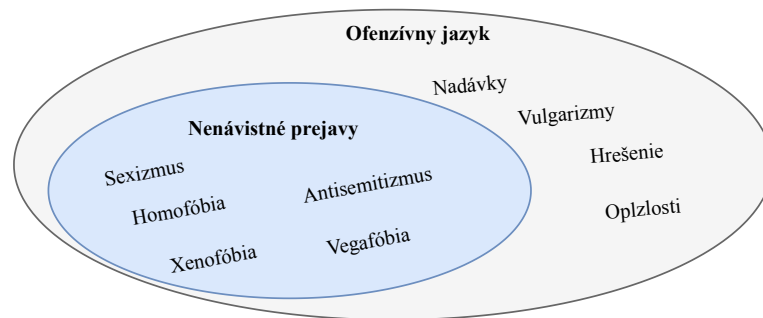 Ofenzívny jazyk
Nadávky
Vulgarizmy
Nenávistné prejavy
Hrešenie
Sexizmus
Antisemitizmus
Homofóbia
Oplzlosti
Vegafóbia
Xenofóbia